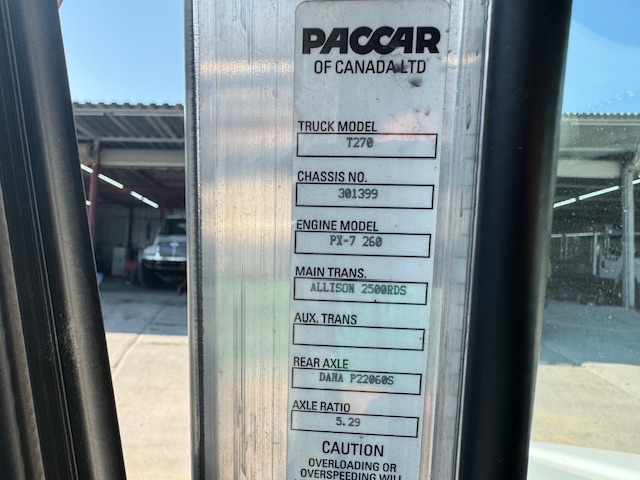 PACCAR
OF CANADA LTD
TRUCK MODEL
T270
CHASSIS NO.
301399
ENGINE MODEL
PX-7 260
MAIN TRANS.
ALLISON 2500RDS
AUX. TRANS
REAR AXLE
DANA P22060S
AXLE RATIO
5.29
CAUTION
OVERLOADING OR
OVERSPEEDING WILL